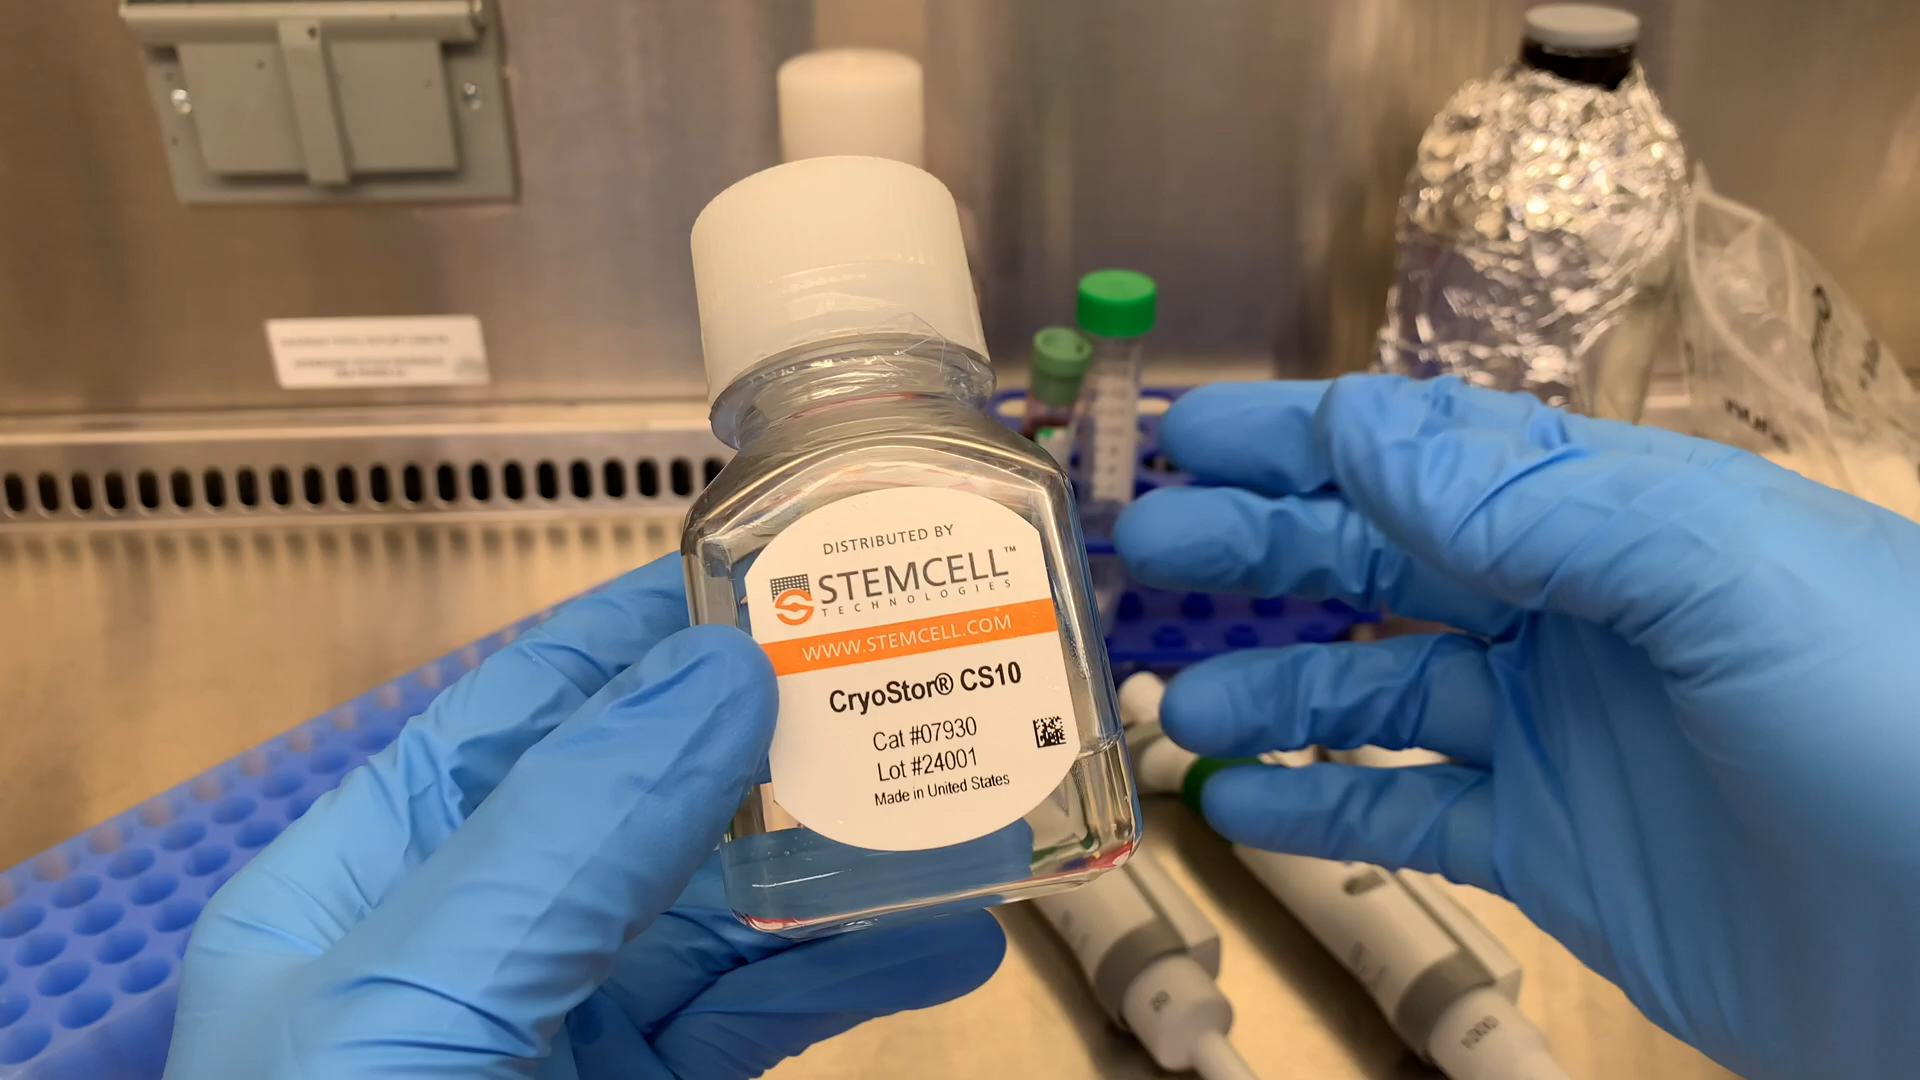 DISTRIBUTED BY
STEMCELL™
TECHNOLOGIES
WWW.STEMCELL.COM
CryoStor® CS10
Cat #07930
Lot #24001
Made in United States